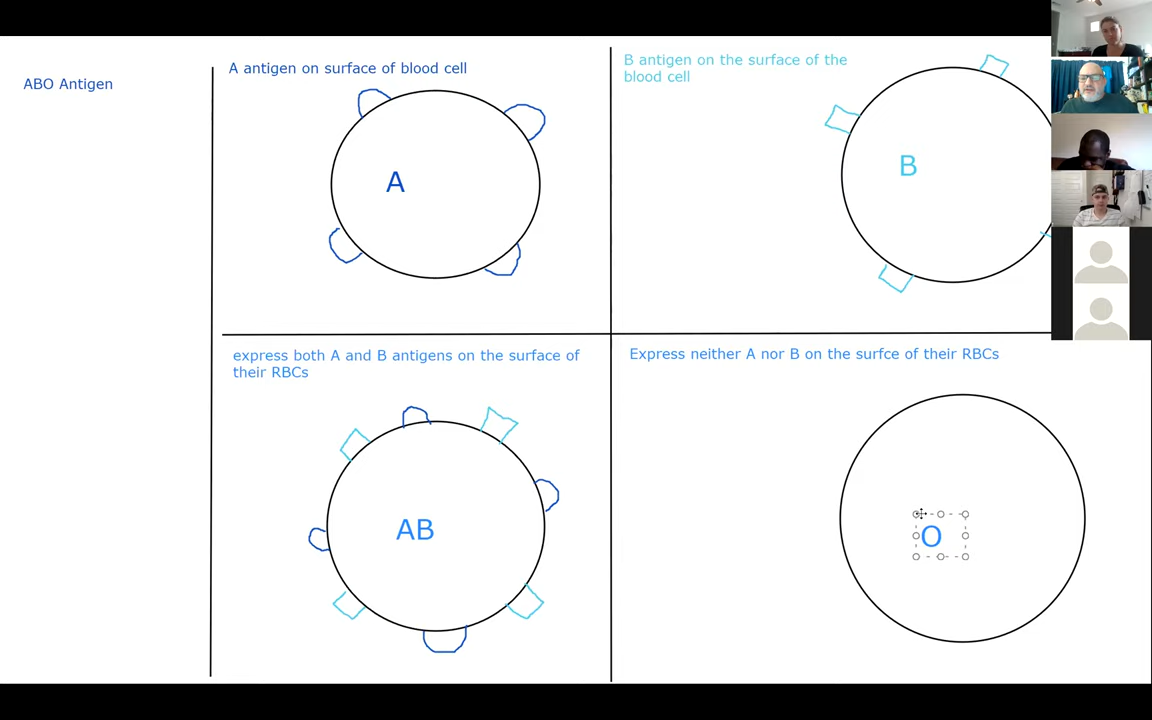 ABO Antigen
A antigen on surface of blood cell
A
B antigen on the surface of the
blood cell
B
express both A and B antigens on the surface of
their RBCs
AB
Express neither A nor B on the surfce of their RBCs
O